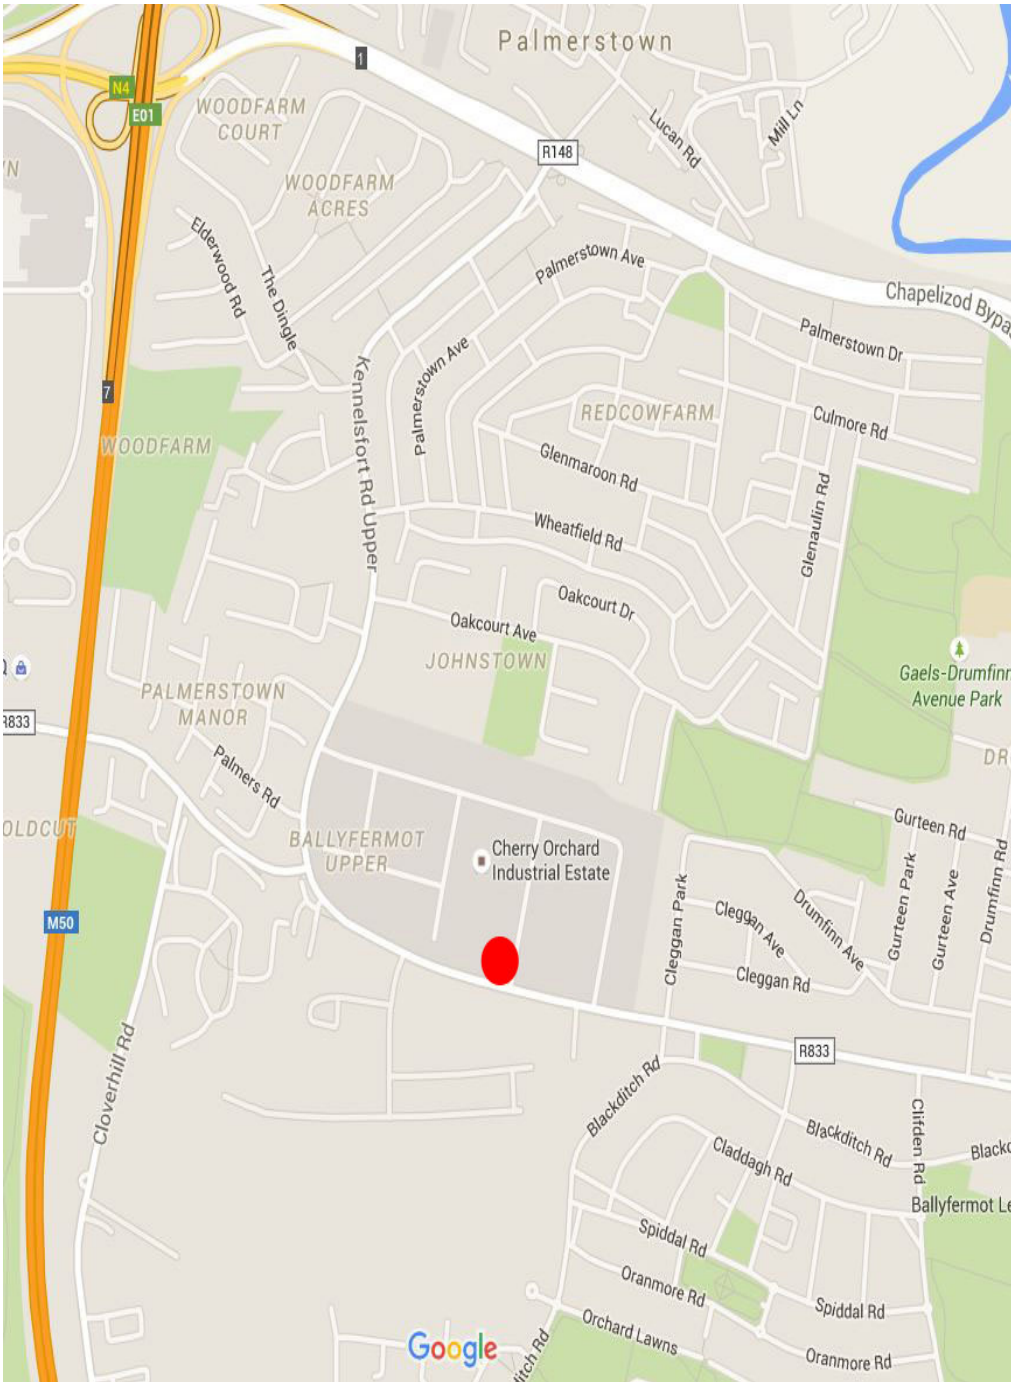 Palmerstown
1
N4
E01
WOODFARM
COURT
Lucan Rd
Mill Ln
R148
WOODFARM
ACRES
Elderwood Rd
The Dingle
Palmerstown Ave
Chapelizod Bypa
Palmerstown Dr
Kennelsfort Rd Upper
Palmerstown Ave
7
REDCOWFARM
Culmore Rd
WOODFARM
Glenmaroon Rd
Glenaulin Rd
Wheatfield Rd
Oakcourt Dr
Oakcourt Ave
JOHNSTOWN
Gaels-Drumfinn
Avenue Park
PALMERSTOWN
MANOR
R833
Palmers Rd
DR
OLDCUT
BALLYFERMOT
UPPER
Cherry Orchard
Industrial Estate
Gurteen Rd
Cleggan Park
Cleggan Ave
Drumfinn Ave
Gurteen Park
Gurteen Ave
Drumfinn Rd
M50
Cleggan Rd
R833
Cloverhill Rd
Blackditch Rd
Blackditch Rd
Clifden Rd
Blackd
Claddagh Rd
Ballyfermot Le
Spiddal Rd
Oranmore Rd
Spiddal Rd
Orchard Lawns
Oranmore Rd
Google
itch Rd